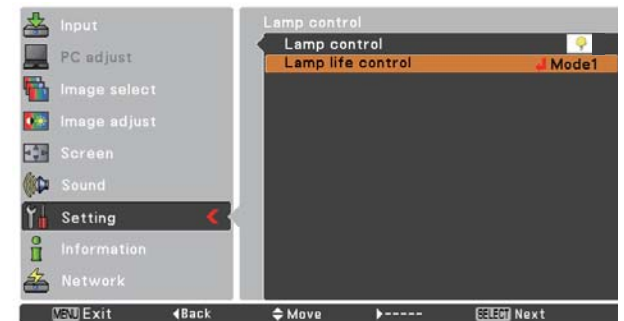 Input
PC adjust
Image select
Image adjust
Screen
Sound
Setting
Information
Network
Lamp control
Lamp control
Lamp life control Mode1
MENU Exit Back Move ----- SELECT Next